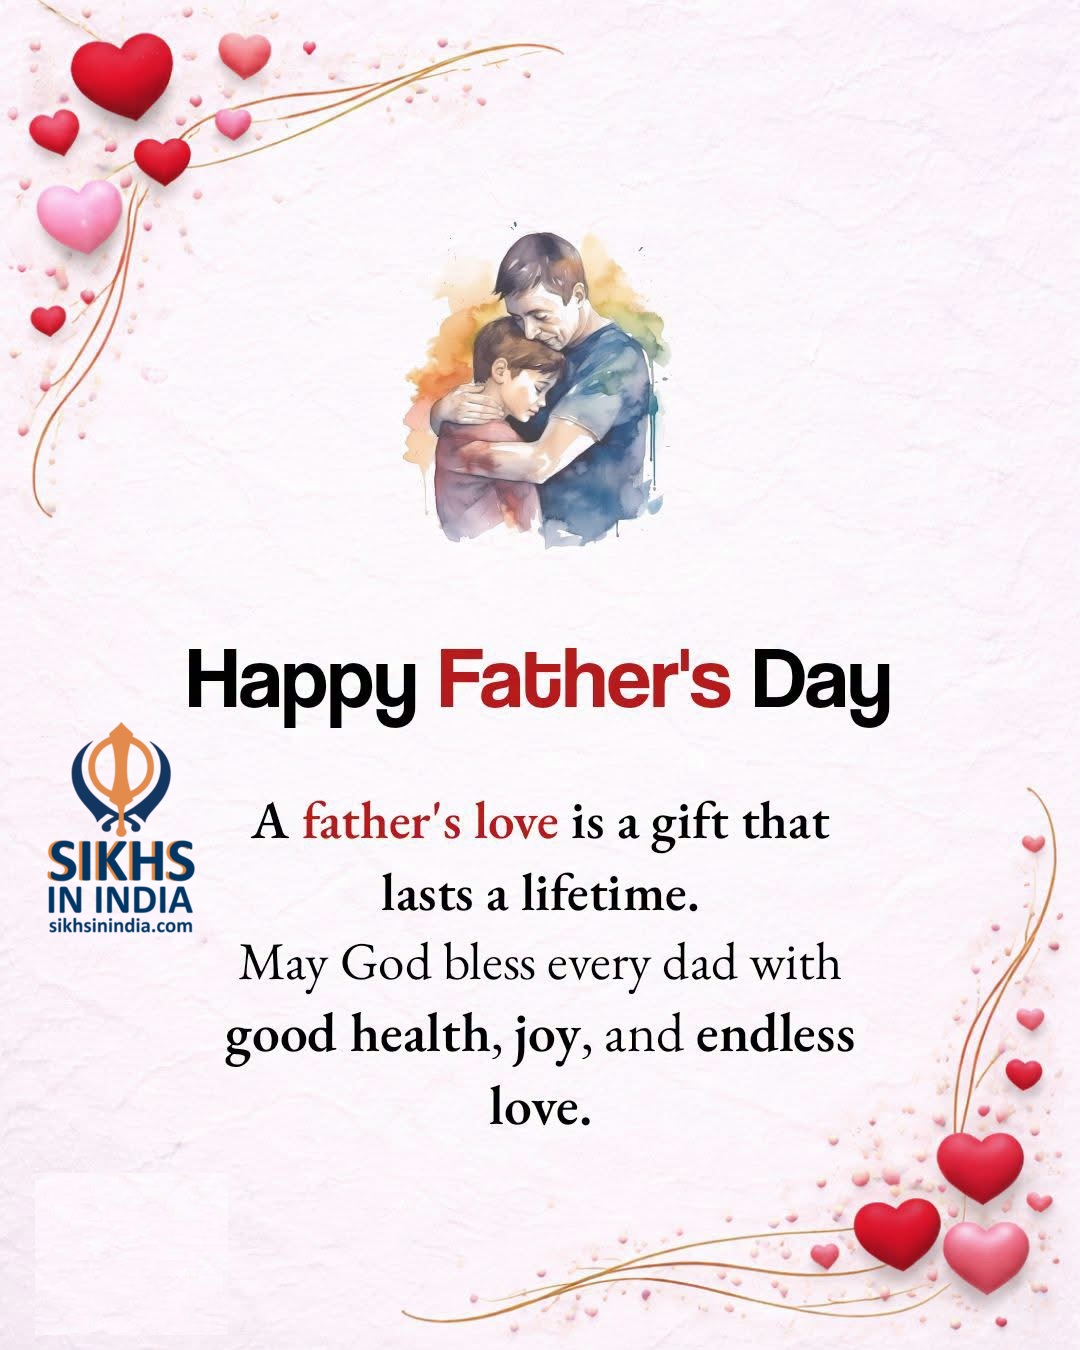 Happy Father's Day
SIKHS
IN INDIA
sikhsinindia.com
A father's love is a gift that
lasts a lifetime.
May God bless every dad with
good health, joy, and endless
love.